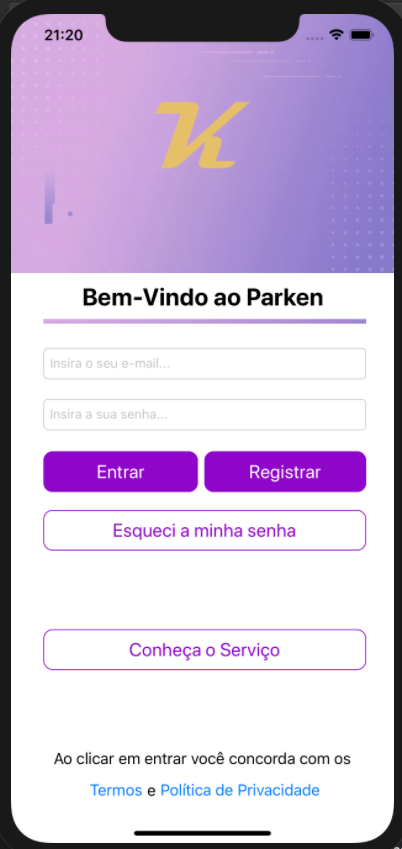 21:20
K
Bem-Vindo ao Parken
Insira o seu e-mail...
Insira a sua senha...
Entrar
Registrar
Esqueci a minha senha
Conheça o Serviço
Ao clicar em entrar você concorda com os
Termos e Política de Privacidade